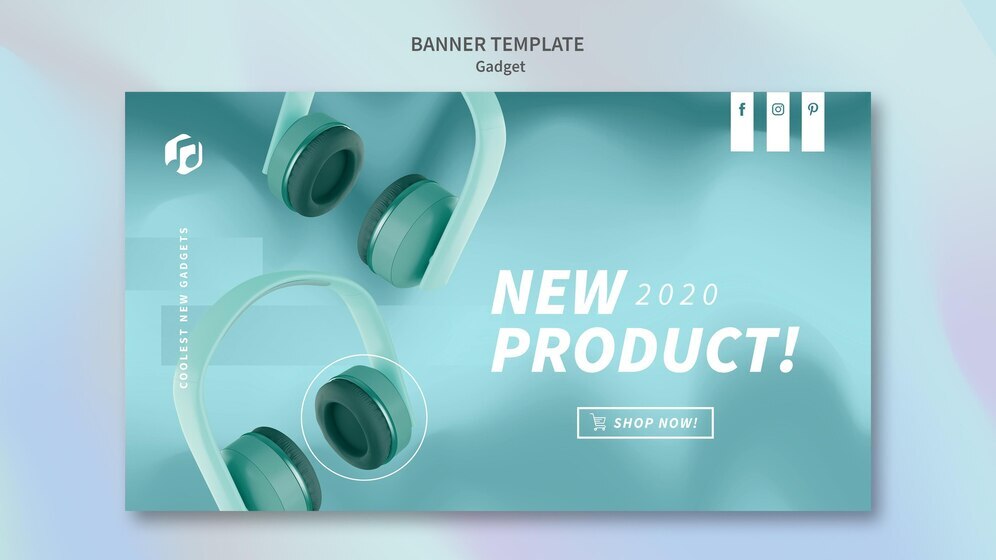 BANNER TEMPLATE
Gadget
COOLEST NEW GADGETS
NEW 2020
PRODUCT!
SHOP NOW!